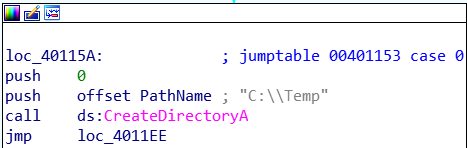 loc_40115A: ; jumptable 00401153 case 0
push 0
push offset PathName ; "C:\\Temp"
call ds:CreateDirectoryA
jmp loc_4011EE